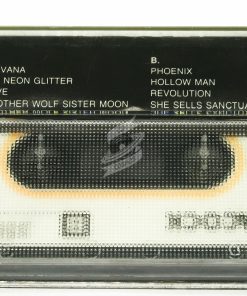 VANA
NEON GLITTER
VE
OTHER WOLF SISTER MOON
B.
PHOENIX
HOLLOW MAN
REVOLUTION
SHE SELLS SANCTUA